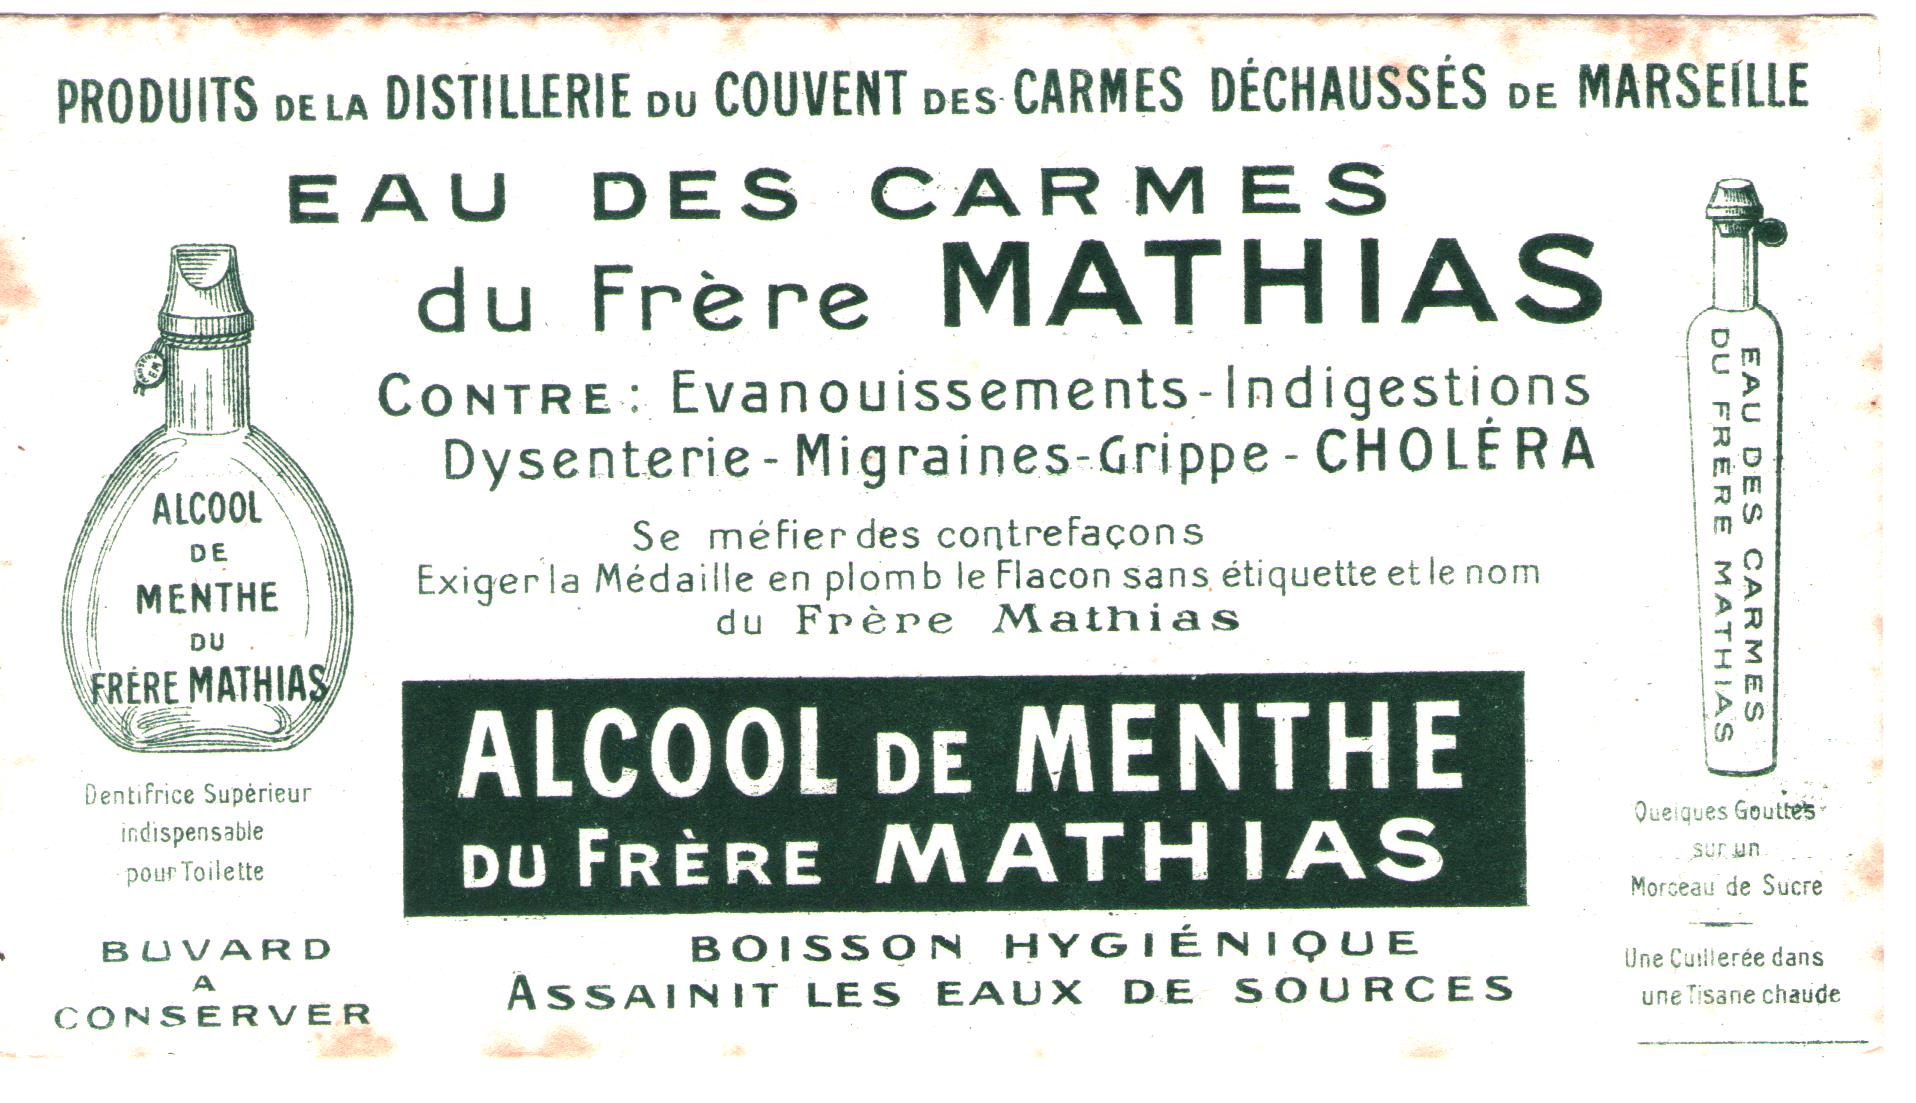 PRODUITS DE LA DISTILLERIE DU COUVENT DES CARMES DÉCHAUSSÉS DE MARSEILLE
EAU DES CARMES
du Frère MATHIAS
CONTRE : Evanouissements - Indigestions
Dysenterie - Migraines - Grippe - CHOLÉRA
Se méfier des contrefaçons
Exiger la Médaille en plomb le Flacon sans étiquette et le nom
du Frère Mathias
ALCOOL DE MENTHE
DU FRÈRE MATHIAS
BOISSON HYGIÉNIQUE
ASSAINIT LES EAUX DE SOURCES
ALCOOL
DE
MENTHE
DU
FRÈRE MATHIAS
Dentifrice Supérieur
indispensable
pour Toilette
BUVARD
A
CONSERVER
EAU DES CARMES
DU FRÈRE MATHIAS
Quelques Gouttes
sur un
Morceau de Sucre
Une Cuillerée dans
une Tisane chaude